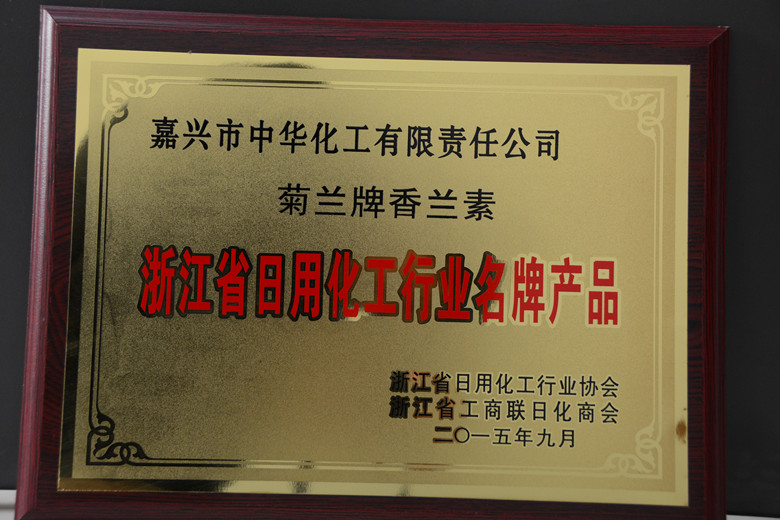 嘉兴市中华化工有限责任公司
菊兰牌香兰素
浙江省日用化工行业名牌产品
浙江省日用化工行业协会
浙江省工商联日化商会
二〇一五年九月